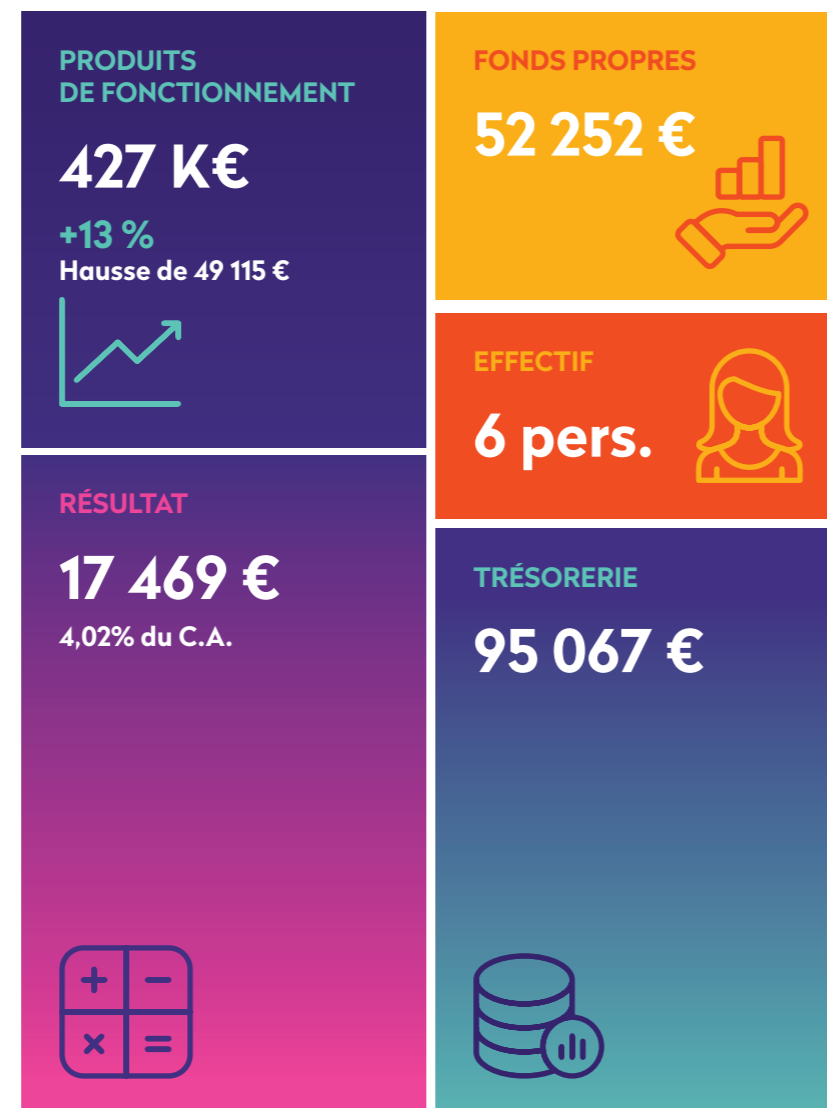 PRODUITS
DE FONCTIONNEMENT
427 K€
+13 %
Hausse de 49 115 €
RÉSULTAT
17 469 €
4,02% du C.A.
FONDS PROPRES
52 252 €
EFFECTIF
6 pers.
TRÉSORERIE
95 067 €